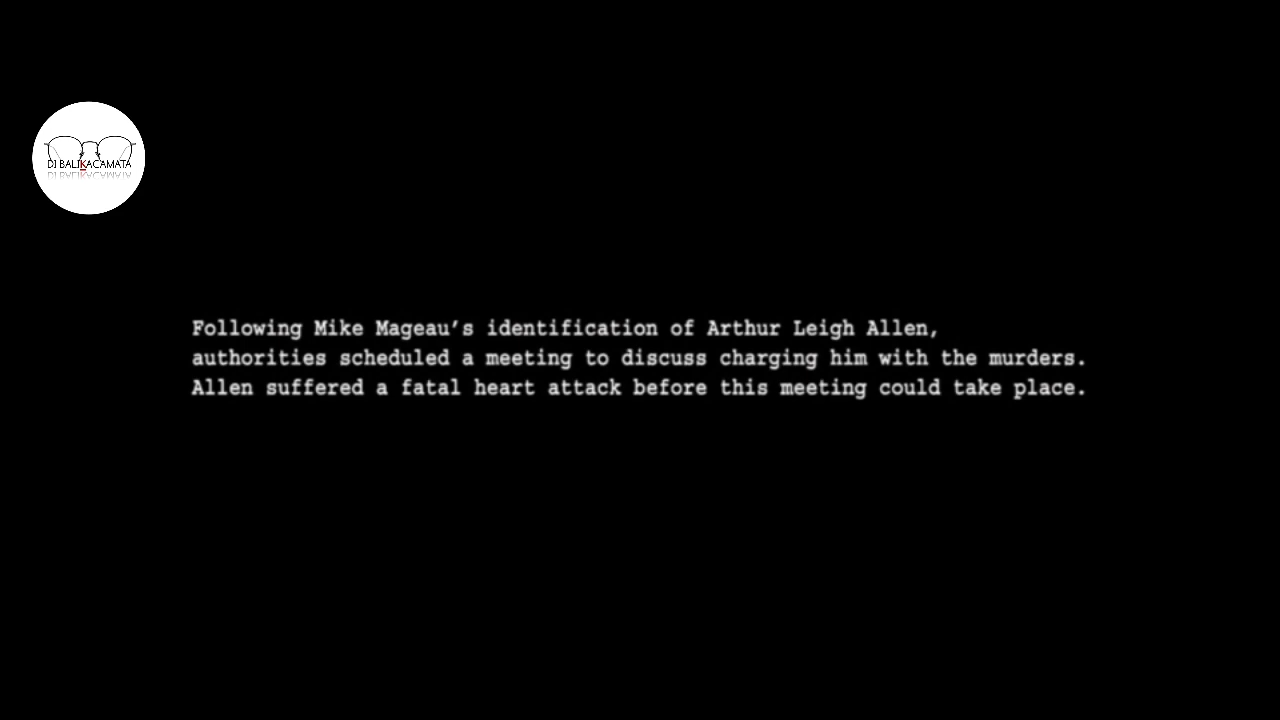 DI BALIKACAMATA
Following Mike Mageau’s identification of Arthur Leigh Allen,
authorities scheduled a meeting to discuss charging him with the murders.
Allen suffered a fatal heart attack before this meeting could take place.